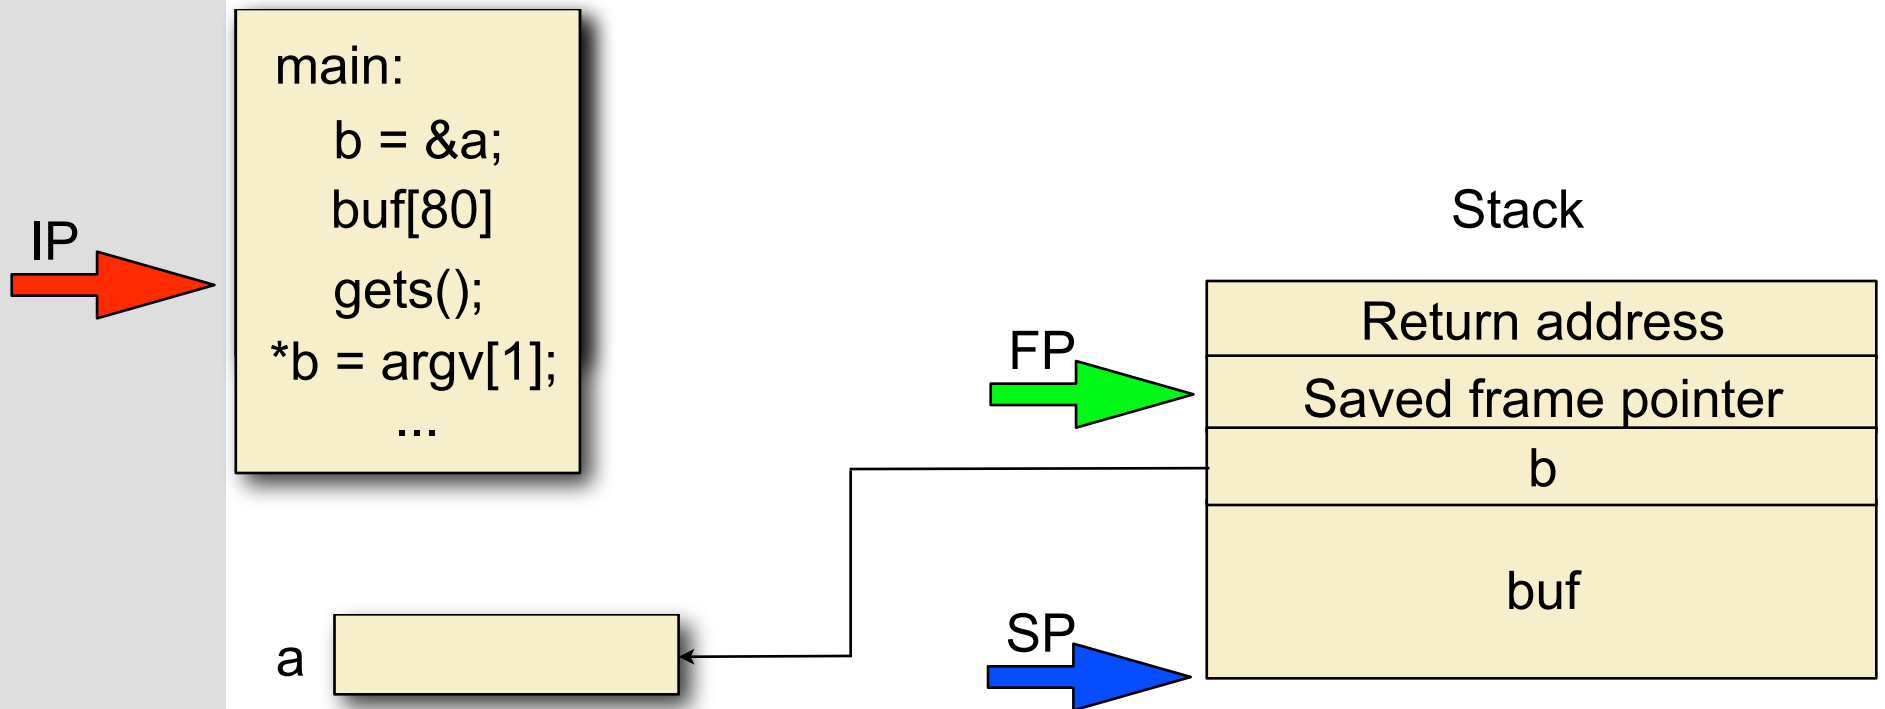 main:
b = &a;
buf[80]
gets();
*b = argv[1];
...
IP
Stack
Return address
FP
Saved frame pointer
b
buf
SP
a